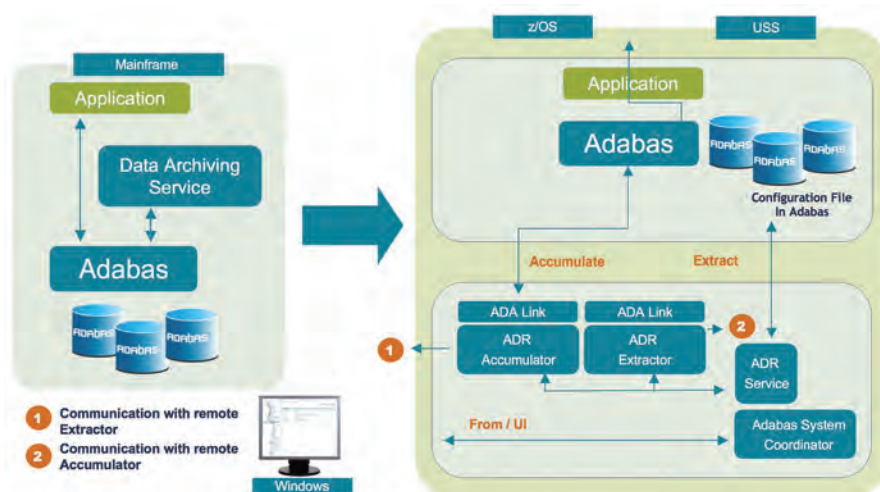 Mainframe
Application
Data Archiving
Service
Adabas
ADABAS
ADABAS
ADABAS
1 Communication with remote
Extractor
2 Communication with remote
Accumulator
Windows
z/OS
USS
Application
Adabas
ADABAS
ADABAS
ADABAS
Configuration File
In Adabas
Accumulate
Extract
ADA Link
ADA Link
1
ADR
Accumulator
ADR
Extractor
2
ADR
Service
From / UI
Adabas System
Coordinator